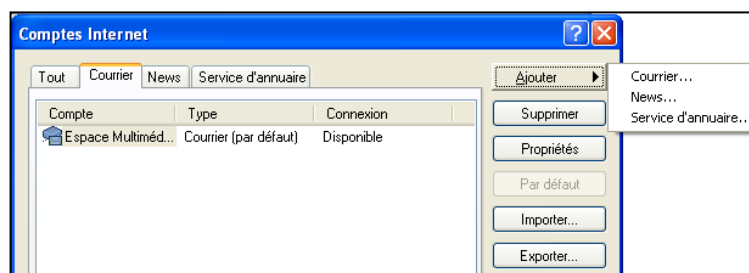 Comptes Internet
Tout Courrier News Service d'annuaire
Ajouter
Courrier...
News...
Service d'annuaire...
Compte Type Connexion
Espace Multiméd... Courrier (par défaut) Disponible
Supprimer
Propriétés
Par défaut
Importer...
Exporter...